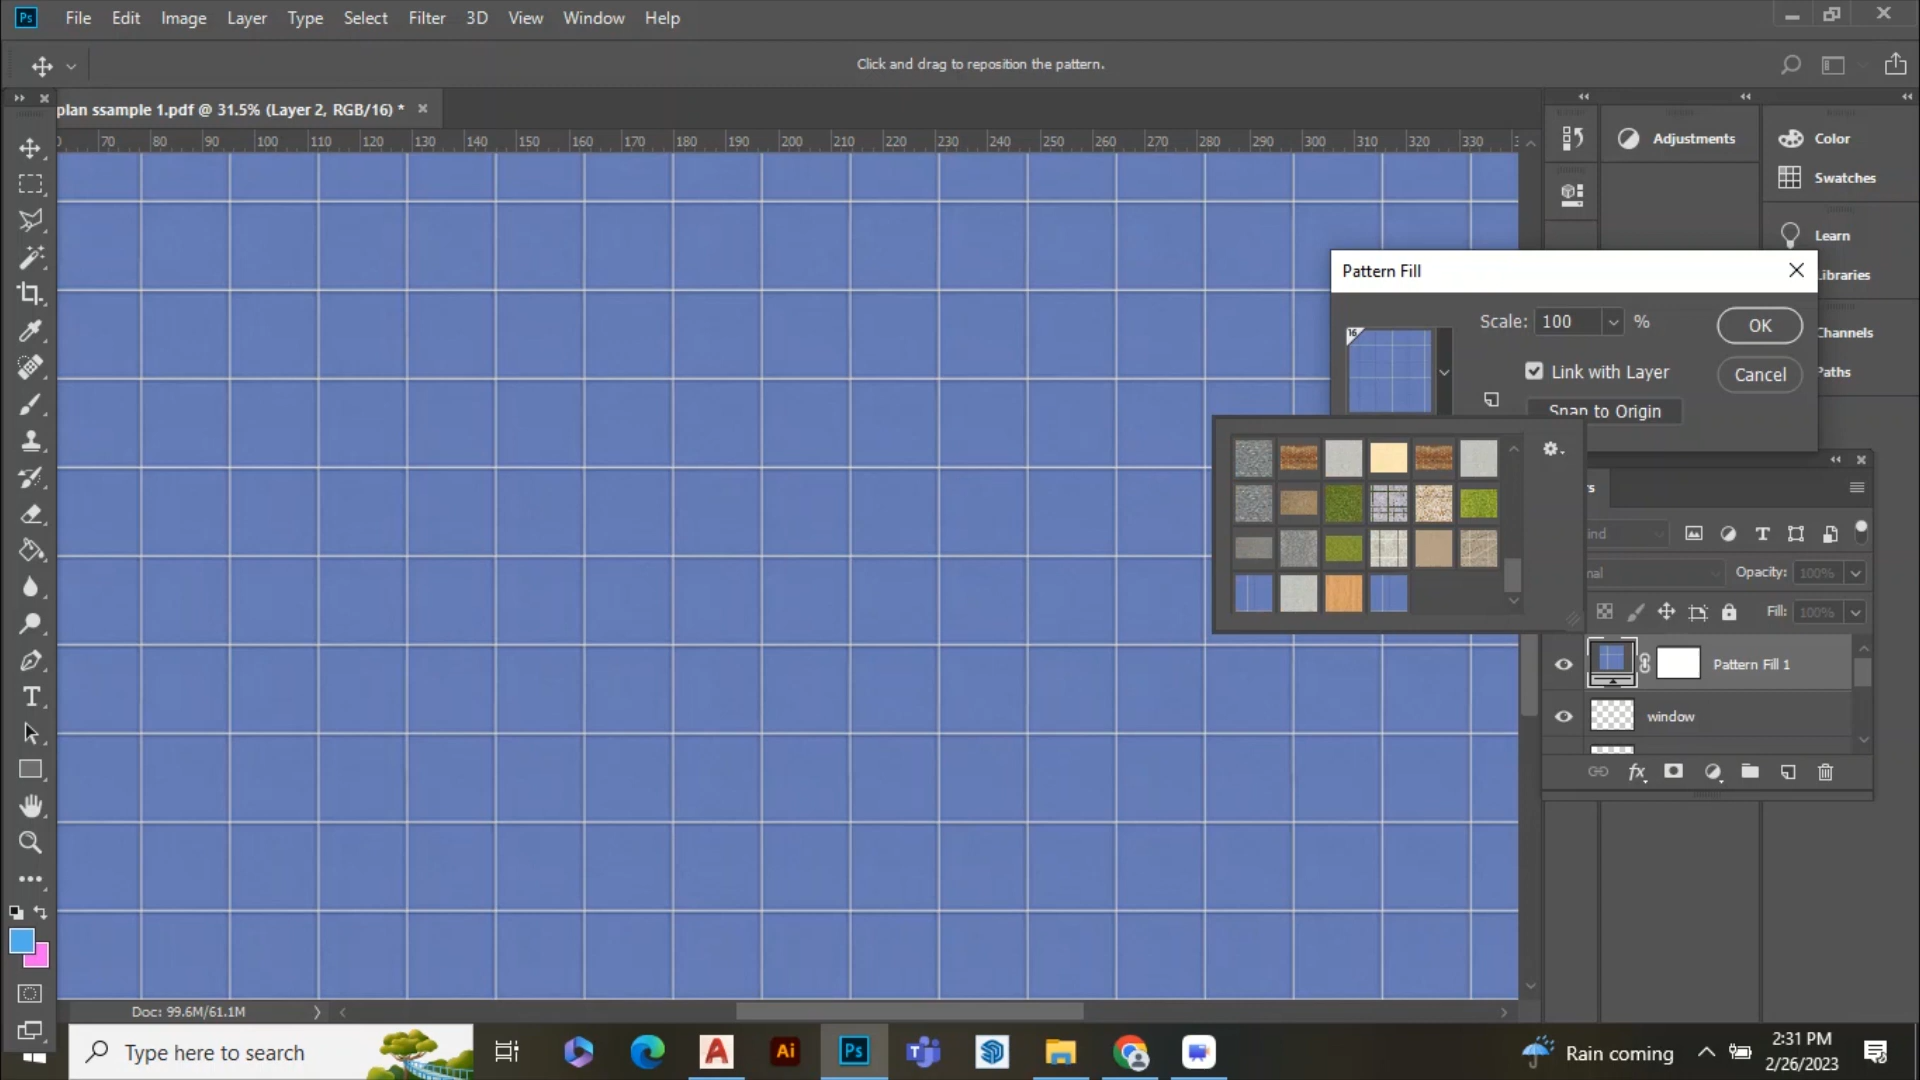 Ps File Edit Image Layer Type Select Filter 3D View Window Help
Click and drag to reposition the pattern.
plan ssample 1.pdf @ 31.5% (Layer 2, RGB/16) *
70 80 90 100 110 120 130 140 150 160 170 180 190 200 210 220 230 240 250 260 270 280 290 300 310 320 330
Adjustments
Color
Swatches
Learn
Libraries
Channels
Paths
Pattern Fill
Scale: 100 %
OK
16
Link with Layer
Cancel
Snap to Origin
Opacity: 100%
Fill: 100%
Pattern Fill 1
window
fx
T
Doc: 99.6M/61.1M
Type here to search
Ai
Ps
Rain coming
2:31 PM
2/26/2023